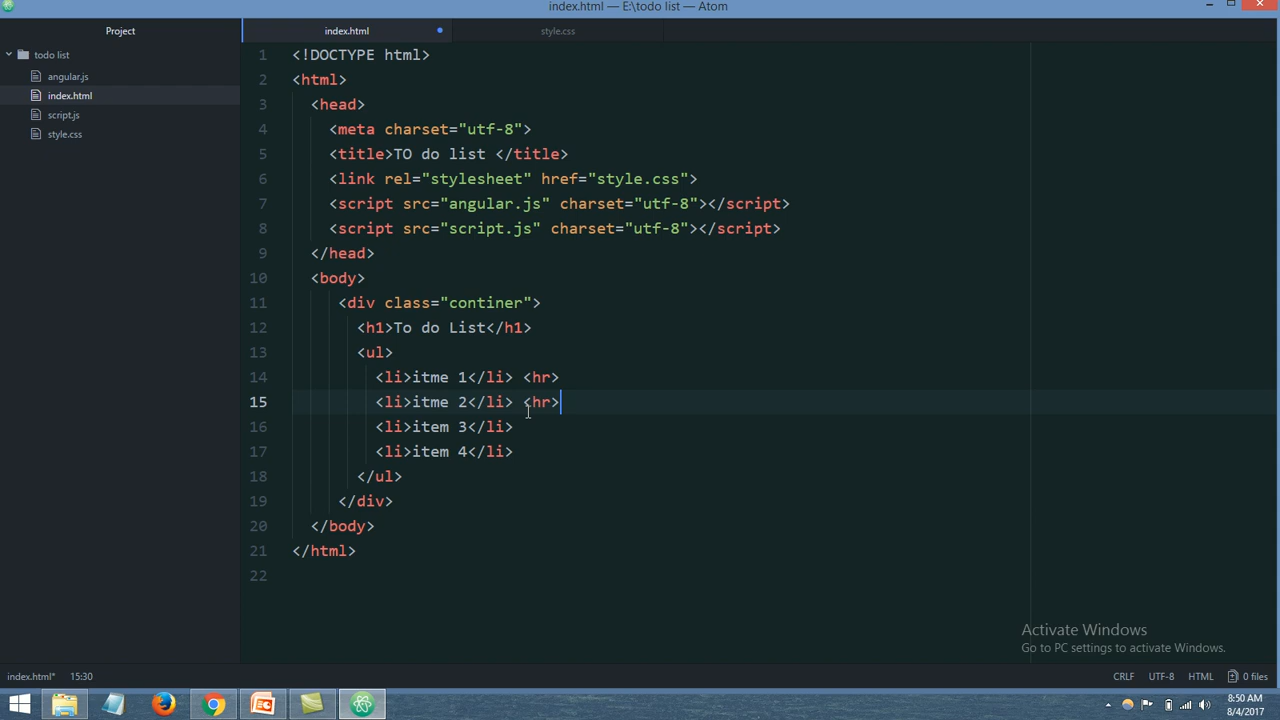 index.html — E:\todo list — Atom
Project
index.html
style.css
todo list
angular.js
index.html
script.js
style.css
1 <!DOCTYPE html>
2 <html>
3 <head>
4 <meta charset="utf-8">
5 <title>TO do list </title>
6 <link rel="stylesheet" href="style.css">
7 <script src="angular.js" charset="utf-8"></script>
8 <script src="script.js" charset="utf-8"></script>
9 </head>
10 <body>
11 <div class="continer">
12 <h1>To do List</h1>
13 <ul>
14 <li>itme 1</li> <hr>
15 <li>itme 2</li> <hr>
16 <li>item 3</li>
17 <li>item 4</li>
18 </ul>
19 </div>
20 </body>
21 </html>
22
Activate Windows
Go to PC settings to activate Windows.
index.html* 15:30
CRLF UTF-8 HTML 0 files
8:50 AM
8/4/2017